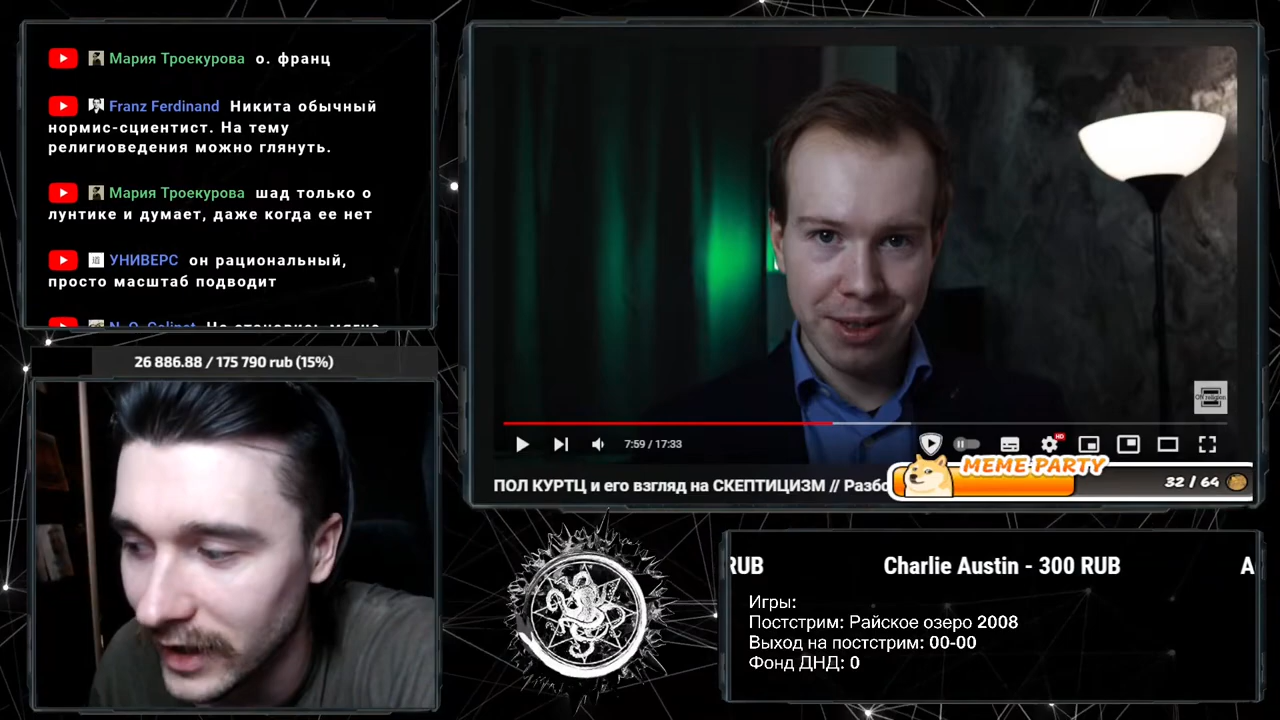 Мария Троекурова о. франц
Franz Ferdinand Никита обычный
нормис-сциентист. На тему
религиоведения можно глянуть.
Мария Троекурова шад только о
лунтике и думает, даже когда ее нет
УНИВЕРС он рациональный,
просто масштаб подводит
26 886.88 / 175 790 rub (15%)
ON religion
7:59 / 17:33
HD
ПОЛ КУРТЦ и его взгляд на СКЕПТИЦИЗМ // Разбо
MEME PARTY
32 / 64
RUB Charlie Austin - 300 RUB A
Игры:
Постстрим: Райское озеро 2008
Выход на постстрим: 00-00
Фонд ДНД: 0